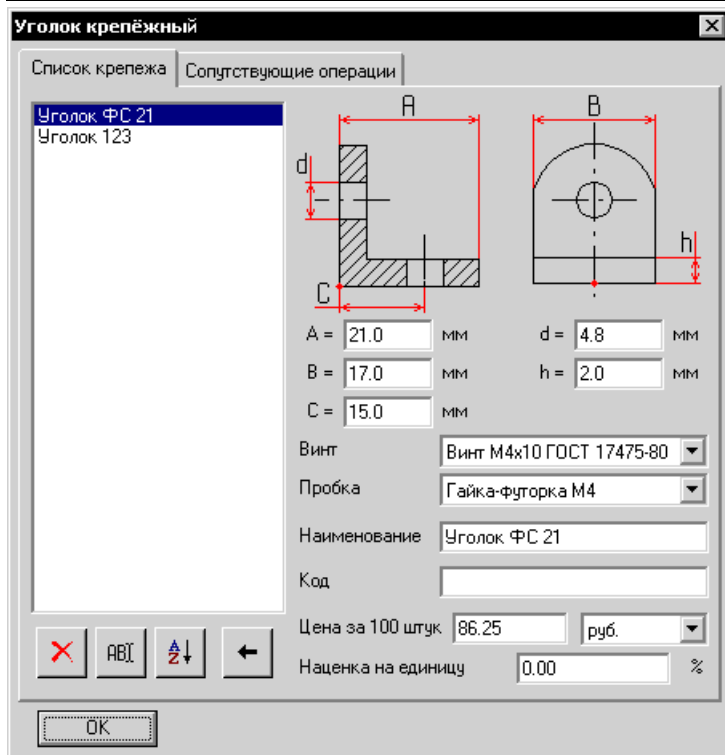 Уголок крепёжный
Список крепежа Сопутствующие операции
Уголок ФС 21
Уголок 123
A B
d
h
C
A = 21.0 мм d = 4.8 мм
B = 17.0 мм h = 2.0 мм
C = 15.0 мм
Винт Винт М4х10 ГОСТ 17475-80
Пробка Гайка-футорка М4
Наименование Уголок ФС 21
Код
Цена за 100 штук 86.25 руб.
Наценка на единицу 0.00 %
ABI AZ
OK